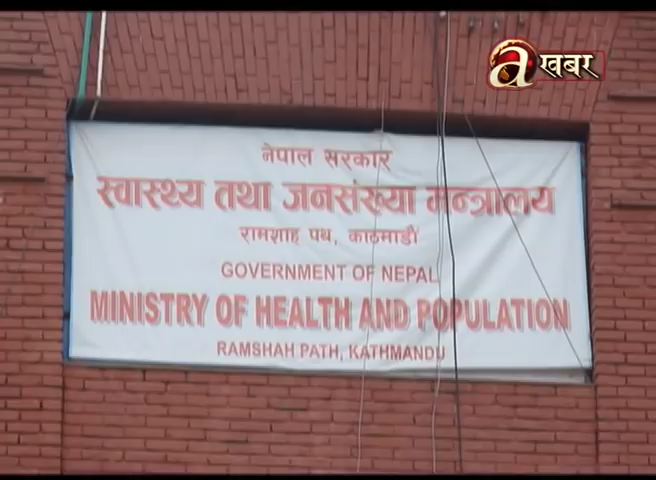 a खबर
नेपाल सरकार
स्वास्थ्य तथा जनसंख्या मन्त्रालय
रामशाह पथ, काठमाडौं
GOVERNMENT OF NEPAL
MINISTRY OF HEALTH AND POPULATION
RAMSHAH PATH, KATHMANDU